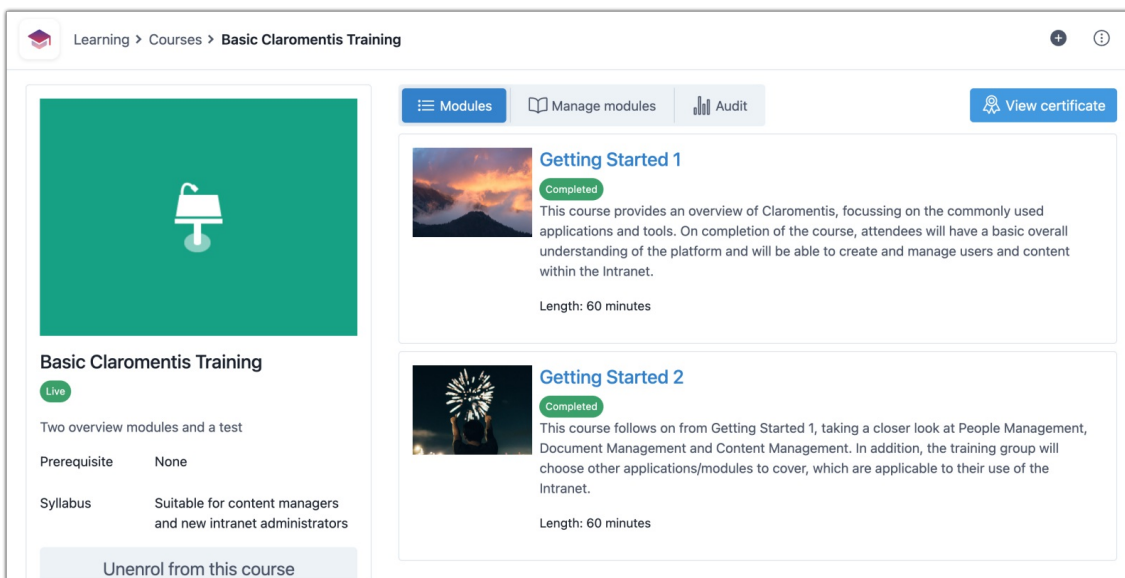 Learning > Courses > Basic Claromentis Training
Modules
Manage modules
Audit
View certificate
Basic Claromentis Training
Live
Two overview modules and a test
Prerequisite None
Syllabus Suitable for content managers
and new intranet administrators
Unenrol from this course
Getting Started 1
Completed
This course provides an overview of Claromentis, focussing on the commonly used
applications and tools. On completion of the course, attendees will have a basic overall
understanding of the platform and will be able to create and manage users and content
within the Intranet.
Length: 60 minutes
Getting Started 2
Completed
This course follows on from Getting Started 1, taking a closer look at People Management,
Document Management and Content Management. In addition, the training group will
choose other applications/modules to cover, which are applicable to their use of the
Intranet.
Length: 60 minutes